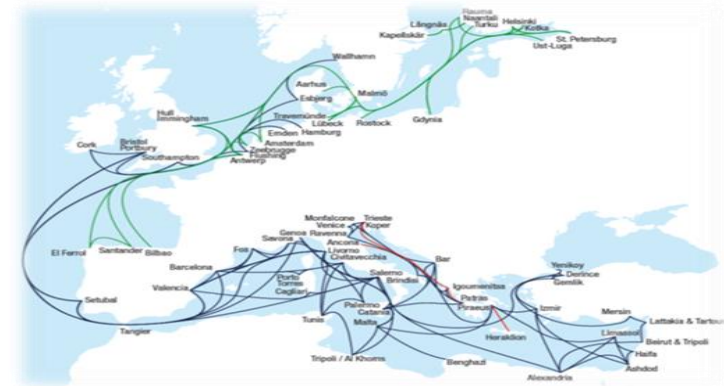 Rauma
Naantali
Långnäs
Turku
Helsinki
Kotka
Kapellskär
St. Petersburg
Ust-Luga
Wallhamn
Aarhus
Esbjerg
Malmö
Travemünde
Lübeck
Rostock
Gdynia
Hull
Immingham
Emden
Hamburg
Cork
Bristol
Portbury
Amsterdam
Zeebrugge
Flushing
Southampton
Antwerp
El Ferrol
Santander
Bilbao
Monfalcone
Trieste
Venice
Koper
Genoa
Ravenna
Savona
Ancona
Fos
Livorno
Civitavecchia
Bar
Barcelona
Yenikoy
Derince
Gemlik
Porto
Torres
Salerno
Brindisi
Igoumenitsa
Valencia
Cagliari
Patras
Setubal
Palermo
Catania
Piraeus
Izmir
Mersin
Lattakia & Tartous
Tangier
Tunis
Malta
Heraklion
Limassol
Beirut & Tripoli
Tripoli / Al Khoms
Benghazi
Haifa
Ashdod
Alexandria